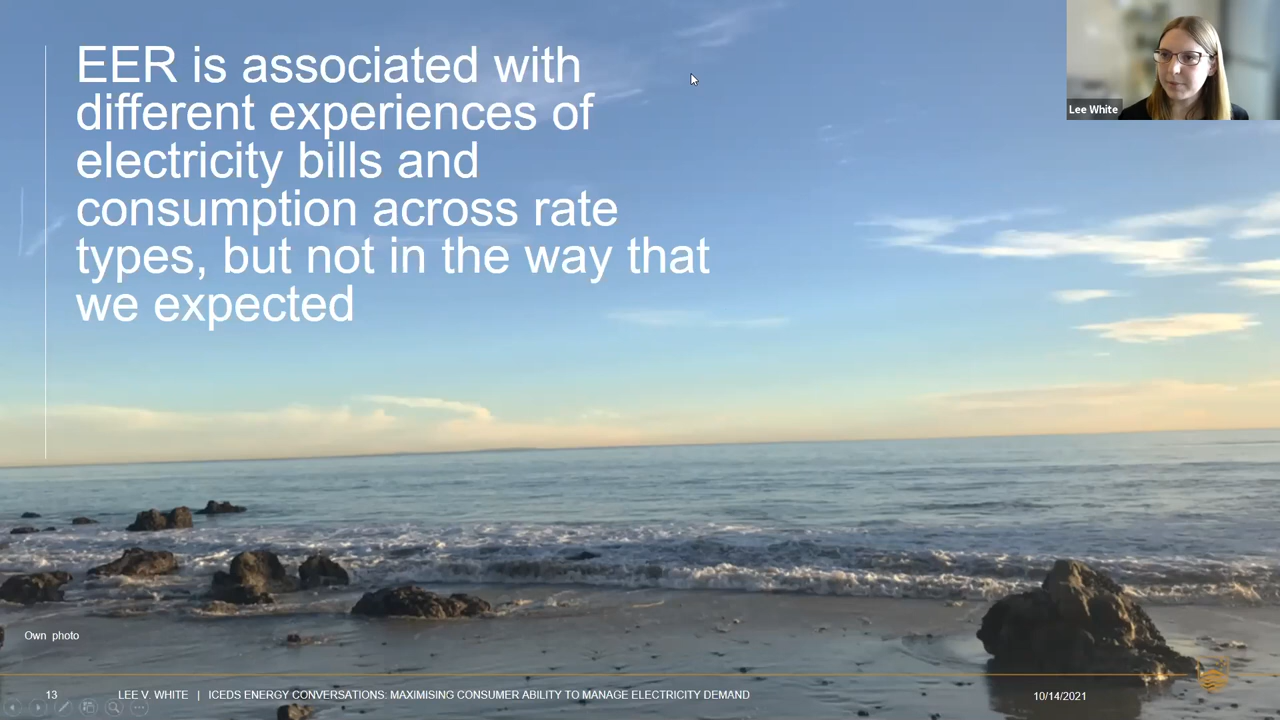 EER is associated with
different experiences of
electricity bills and
consumption across rate
types, but not in the way that
we expected
Lee White
Own photo
13 LEE V. WHITE | ICEDS ENERGY CONVERSATIONS: MAXIMISING CONSUMER ABILITY TO MANAGE ELECTRICITY DEMAND 10/14/2021